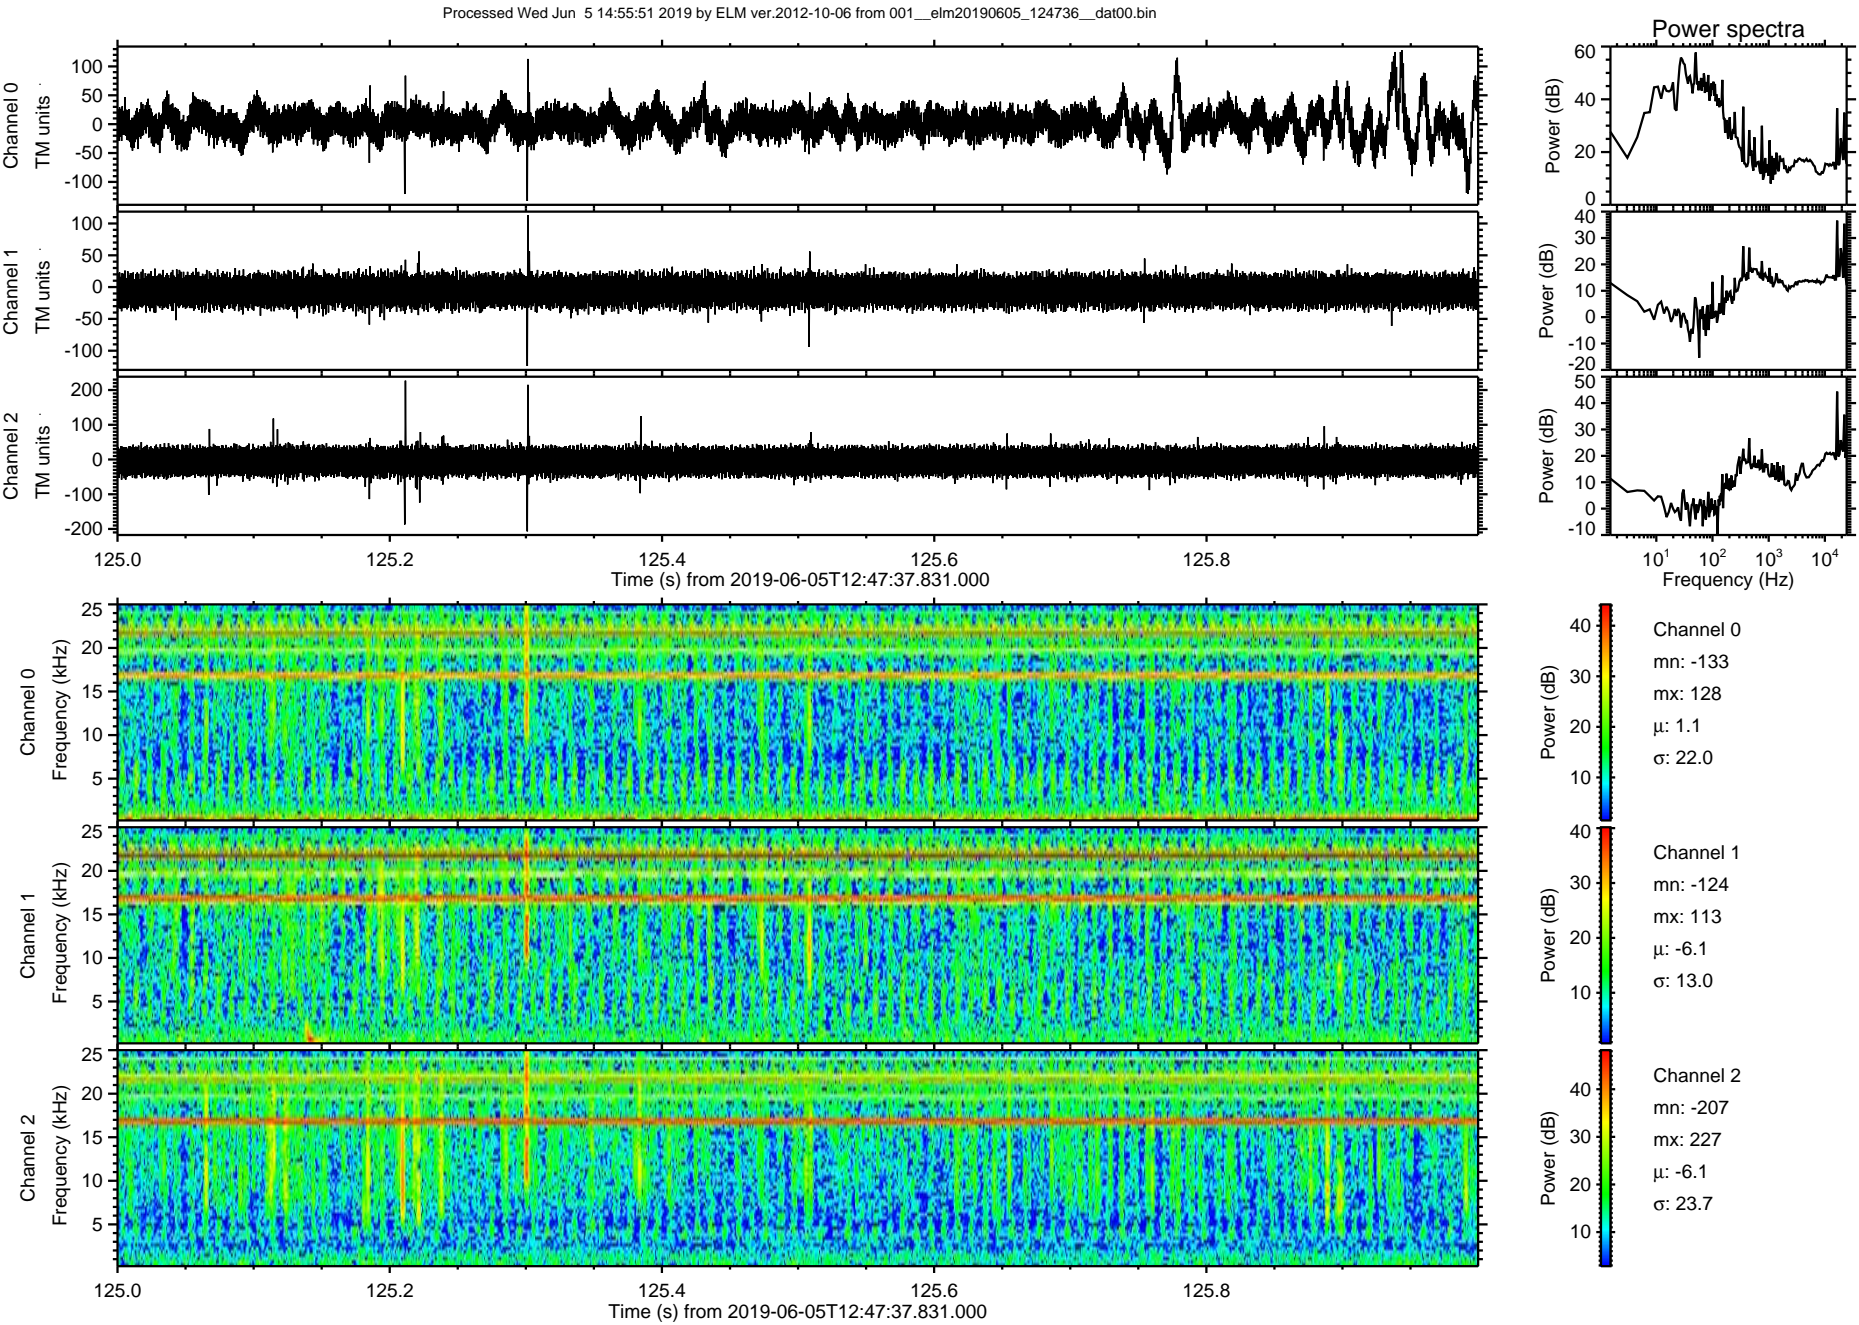 Processed Wed Jun  5 14:55:51 2019 by ELM ver.2012-10-06 from 001__elm20190605_124736__dat00.bin
Power spectra
Channel 0
TM units
100
50
0
-50
-100
Power (dB)
60
40
20
0
Channel 1
TM units
100
50
0
-50
-100
Power (dB)
40
30
20
10
0
-10
-20
Channel 2
TM units
200
100
0
-100
-200
Power (dB)
50
40
30
20
10
0
-10
125.0 125.2 125.4 125.6 125.8
Time (s) from 2019-06-05T12:47:37.831.000
10^1 10^2 10^3 10^4
Frequency (Hz)
Channel 0
Frequency (kHz)
25
20
15
10
5
Power (dB)
40
30
20
10
Channel 0
mn: -133
mx: 128
μ: 1.1
σ: 22.0
Channel 1
Frequency (kHz)
25
20
15
10
5
Power (dB)
40
30
20
10
Channel 1
mn: -124
mx: 113
μ: -6.1
σ: 13.0
Channel 2
Frequency (kHz)
25
20
15
10
5
Power (dB)
40
30
20
10
Channel 2
mn: -207
mx: 227
μ: -6.1
σ: 23.7
125.0 125.2 125.4 125.6 125.8
Time (s) from 2019-06-05T12:47:37.831.000